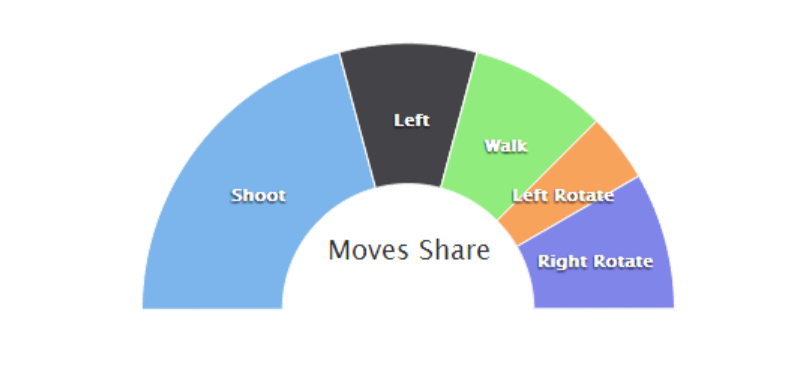 Left
Walk
Shoot
Left Rotate
Moves Share
Right Rotate